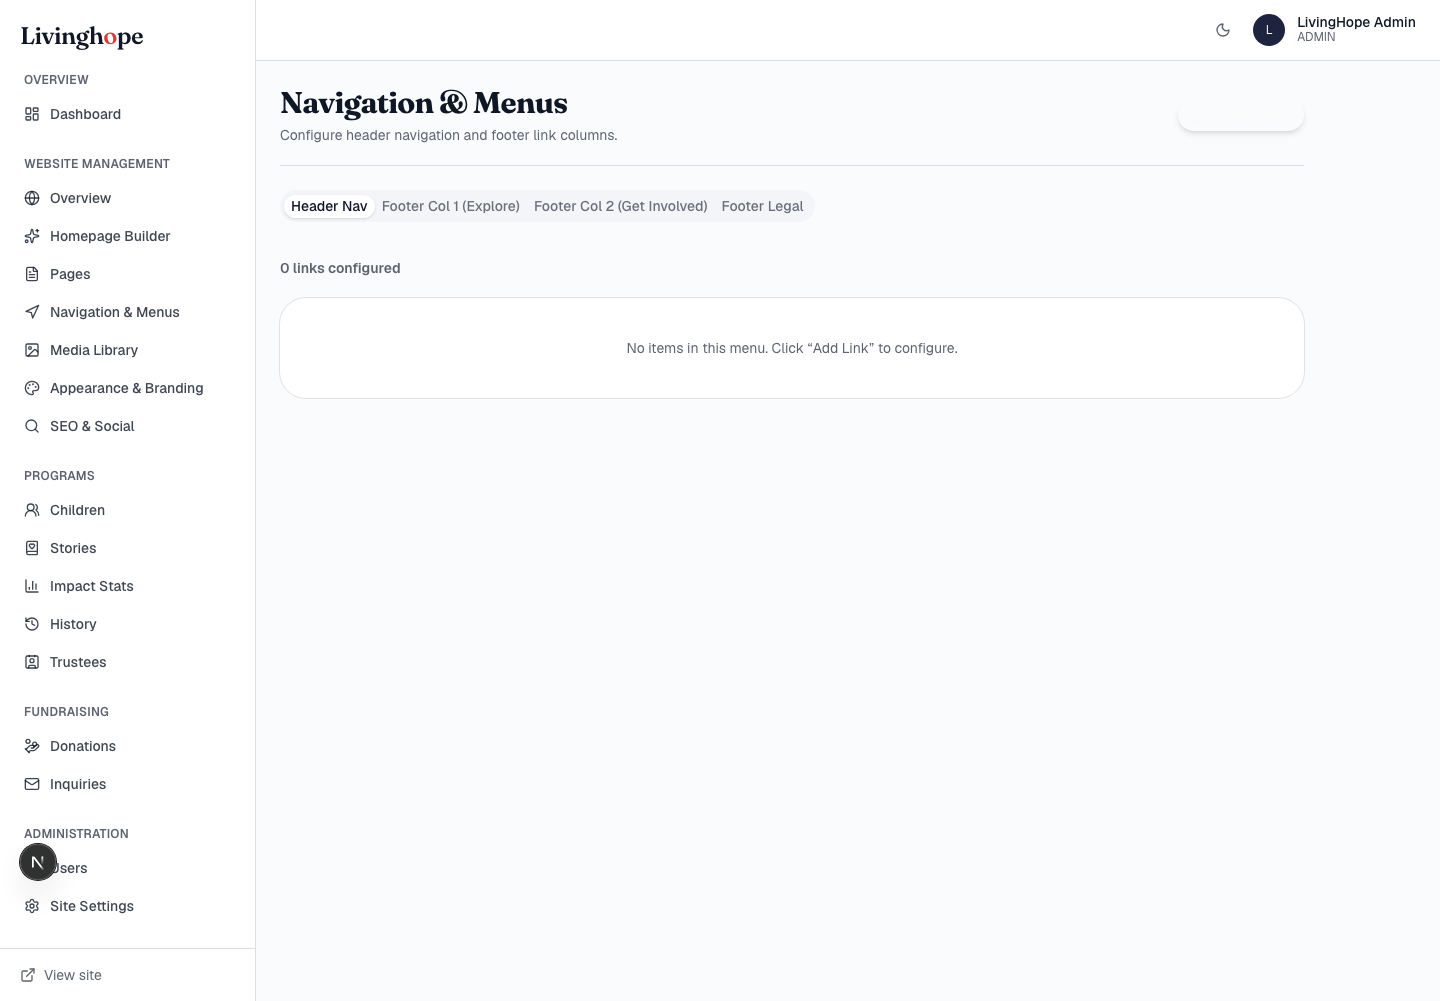 Livinghope
OVERVIEW
Dashboard
WEBSITE MANAGEMENT
Overview
Homepage Builder
Pages
Navigation & Menus
Media Library
Appearance & Branding
SEO & Social
PROGRAMS
Children
Stories
Impact Stats
History
Trustees
FUNDRAISING
Donations
Inquiries
ADMINISTRATION
N
Users
Site Settings
View site
L
LivingHope Admin
ADMIN
Navigation & Menus
Configure header navigation and footer link columns.
Header Nav Footer Col 1 (Explore) Footer Col 2 (Get Involved) Footer Legal
0 links configured
No items in this menu. Click “Add Link” to configure.